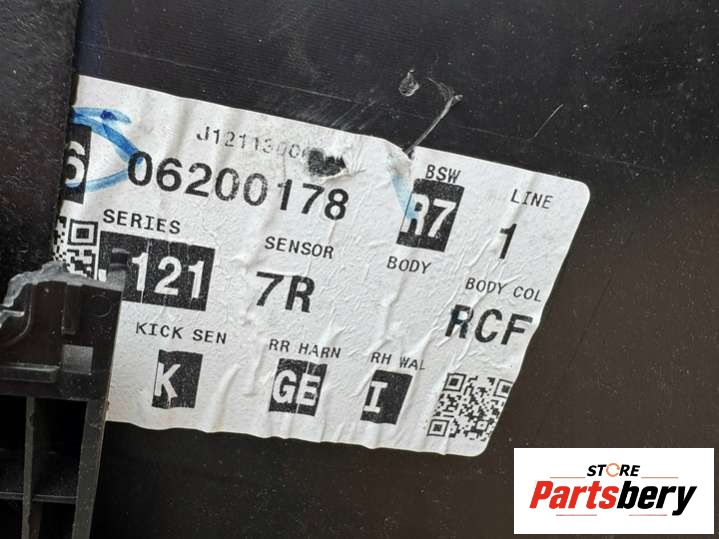 06200178
BSW
R7
LINE
1
SERIES
121
SENSOR
7R
BODY
BODY COL
RCF
KICK SEN
K
RR HARN
GE
RH WAL
I
STORE
Partsbery